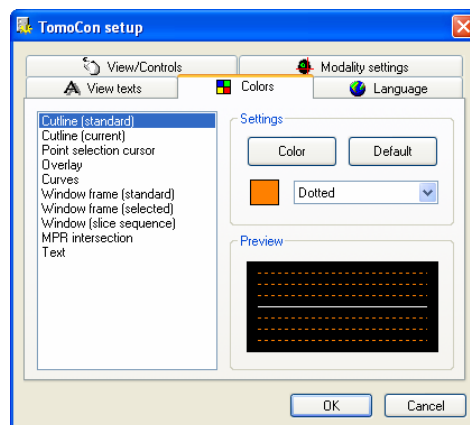 TomoCon setup
View/Controls
Modality settings
View texts
Colors
Language
Cutline (standard)
Cutline (current)
Point selection cursor
Overlay
Curves
Window frame (standard)
Window frame (selected)
Window (slice sequence)
MPR intersection
Text
Settings
Color
Default
Dotted
Preview
OK
Cancel